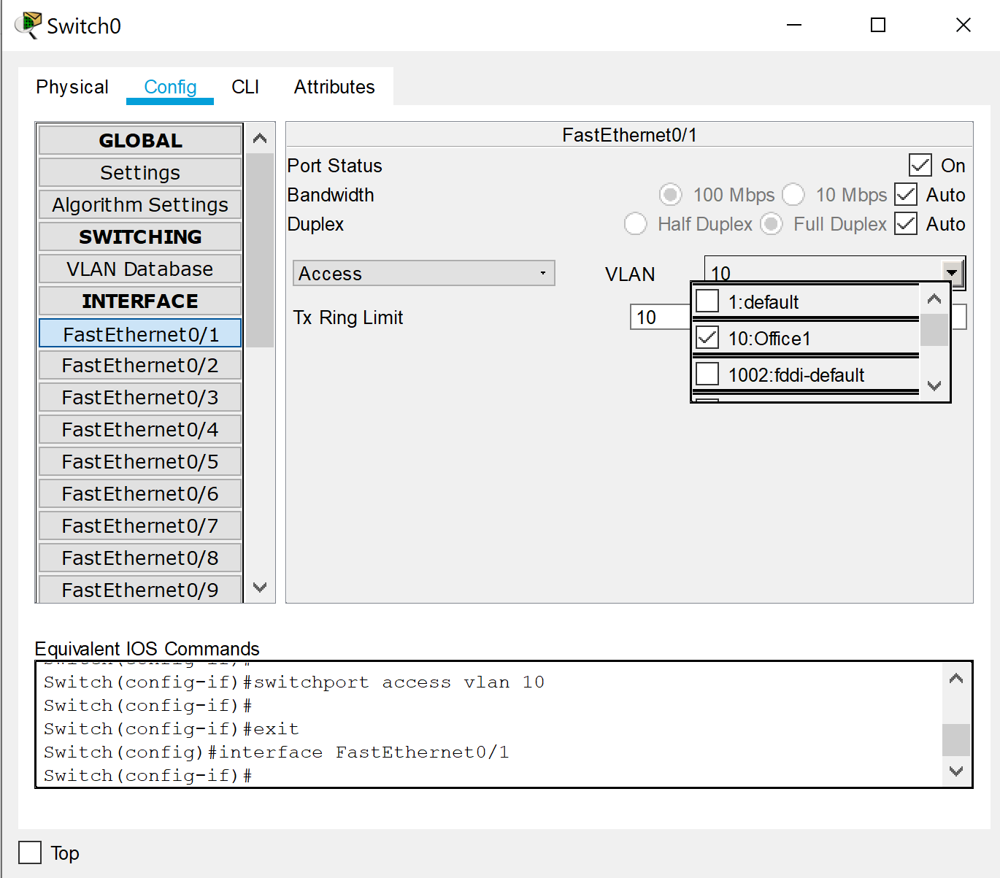 Switch0
Physical Config CLI Attributes
GLOBAL
Settings
Algorithm Settings
SWITCHING
VLAN Database
INTERFACE
FastEthernet0/1
FastEthernet0/2
FastEthernet0/3
FastEthernet0/4
FastEthernet0/5
FastEthernet0/6
FastEthernet0/7
FastEthernet0/8
FastEthernet0/9
FastEthernet0/1
Port Status On
Bandwidth 100 Mbps 10 Mbps Auto
Duplex Half Duplex Full Duplex Auto
Access VLAN 10
1:default
Tx Ring Limit 10
10:Office1
1002:fddi-default
Equivalent IOS Commands
Switch(config-if)#switchport access vlan 10
Switch(config-if)#
Switch(config-if)#exit
Switch(config)#interface FastEthernet0/1
Switch(config-if)#
Top